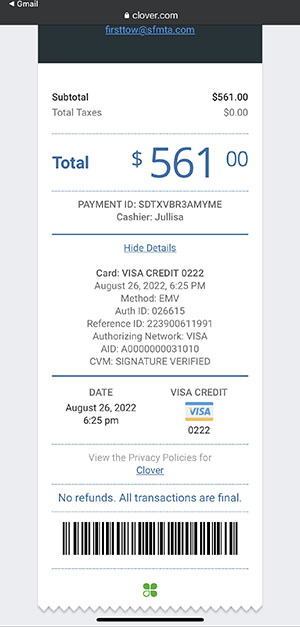 Gmail
clover.com
firsttow@sfmta.com
Subtotal $561.00
Total Taxes $0.00
Total $ 561 00
PAYMENT ID: SDTXVBR3AMYME
Cashier: Jullisa
Hide Details
Card: VISA CREDIT 0222
August 26, 2022, 6:25 PM
Method: EMV
Auth ID: 026615
Reference ID: 223900611991
Authorizing Network: VISA
AID: A0000000031010
CVM: SIGNATURE VERIFIED
DATE VISA CREDIT
August 26, 2022 VISA
6:25 pm 0222
View the Privacy Policies for
Clover
No refunds. All transactions are final.